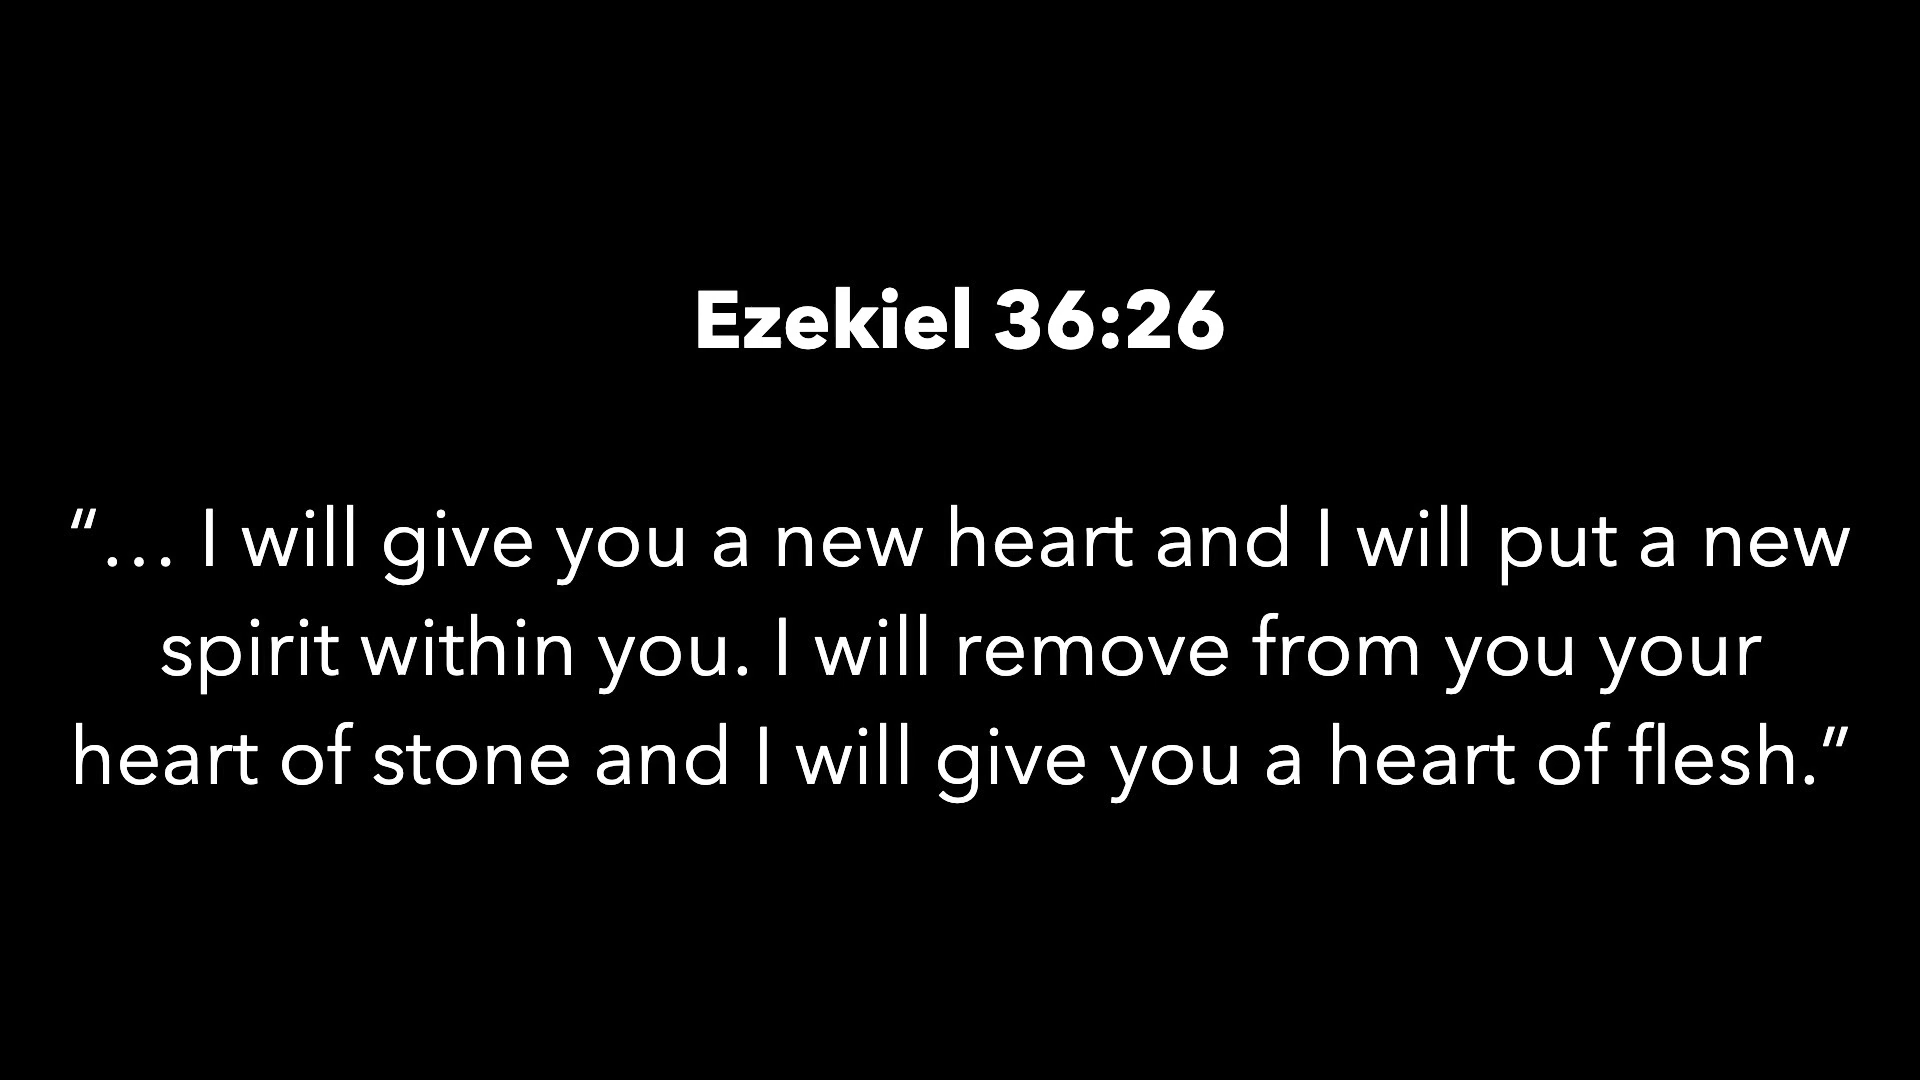 Ezekiel 36:26
“… I will give you a new heart and I will put a new
spirit within you. I will remove from you your
heart of stone and I will give you a heart of flesh.”